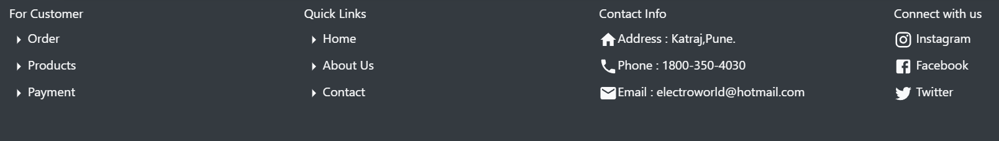 For Customer
Order
Products
Payment
Quick Links
Home
About Us
Contact
Contact Info
Address : Katraj,Pune.
Phone : 1800-350-4030
Email : electroworld@hotmail.com
Connect with us
Instagram
Facebook
Twitter